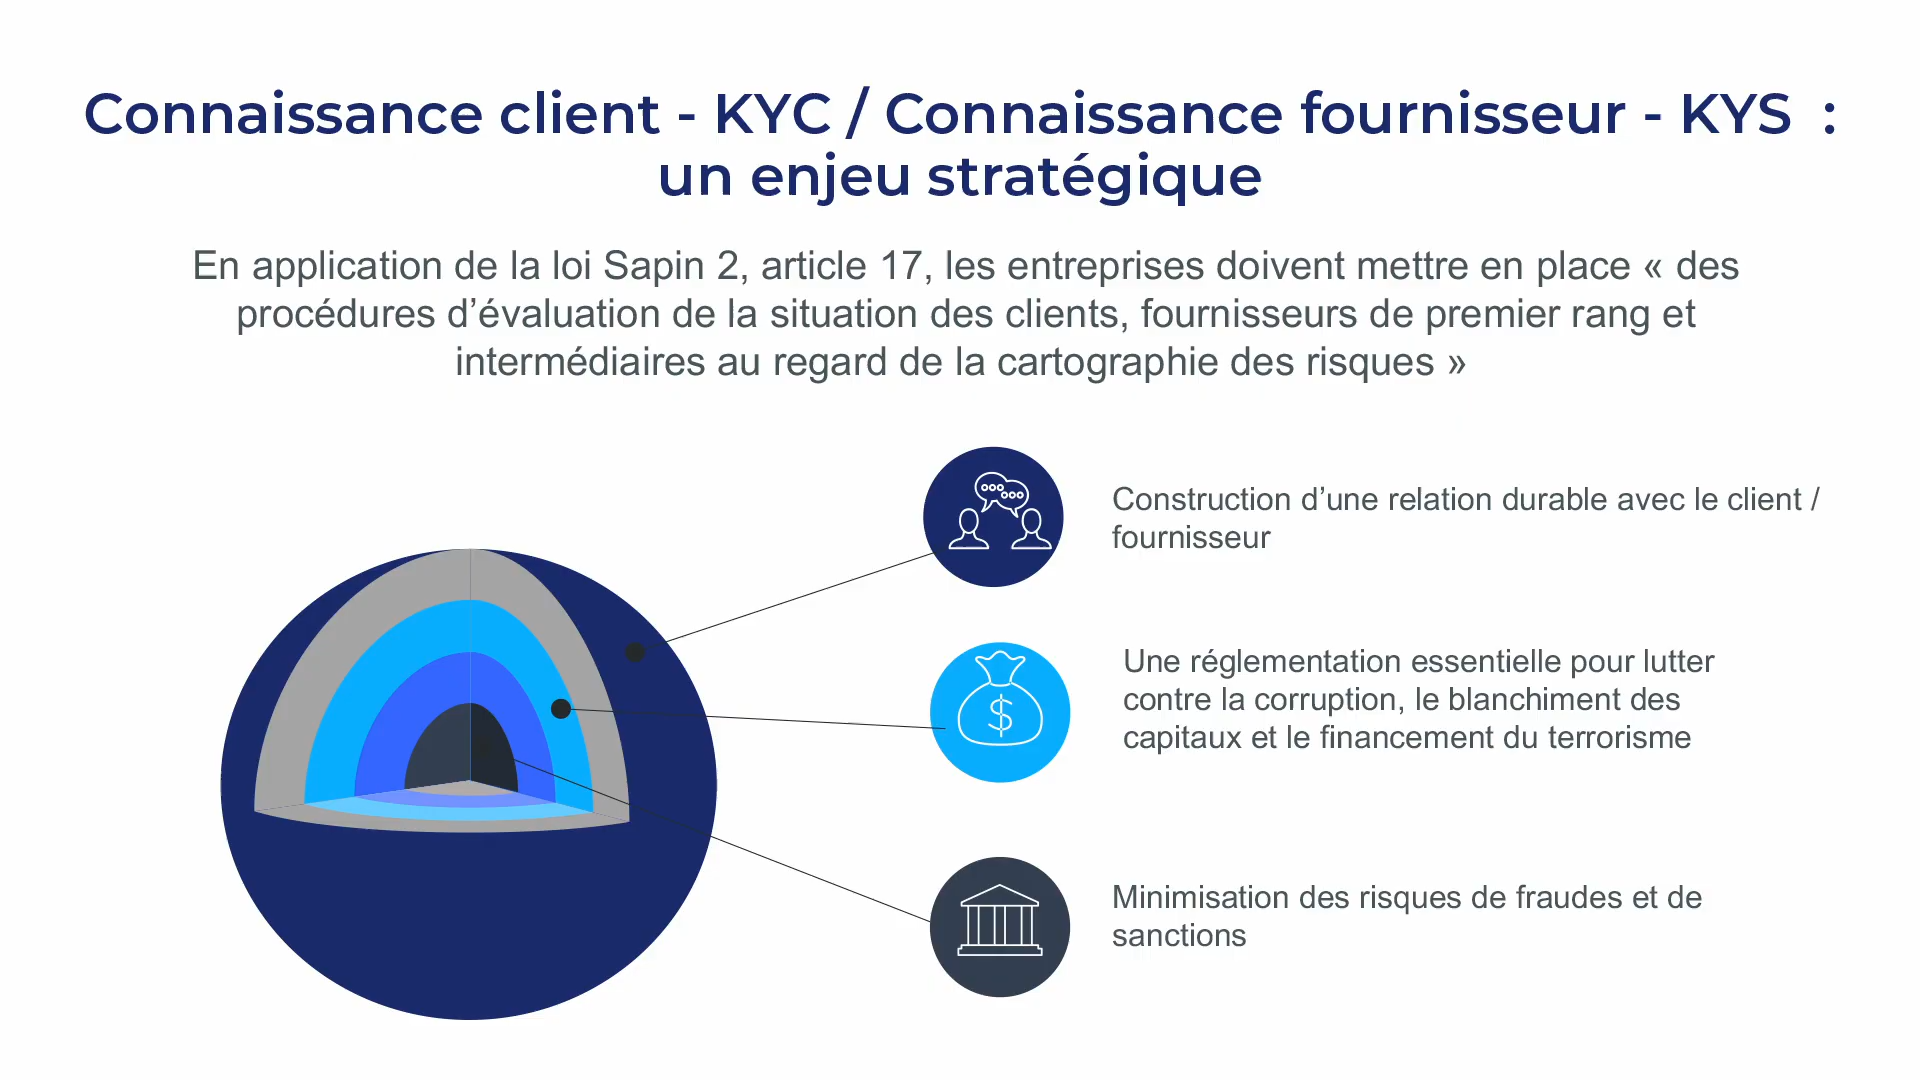 Connaissance client - KYC / Connaissance fournisseur - KYS  :
un enjeu stratégique
En application de la loi Sapin 2, article 17, les entreprises doivent mettre en place « des
procédures d’évaluation de la situation des clients, fournisseurs de premier rang et
intermédiaires au regard de la cartographie des risques »
Construction d’une relation durable avec le client /
fournisseur
Une réglementation essentielle pour lutter
contre la corruption, le blanchiment des
capitaux et le financement du terrorisme
$
Minimisation des risques de fraudes et de
sanctions